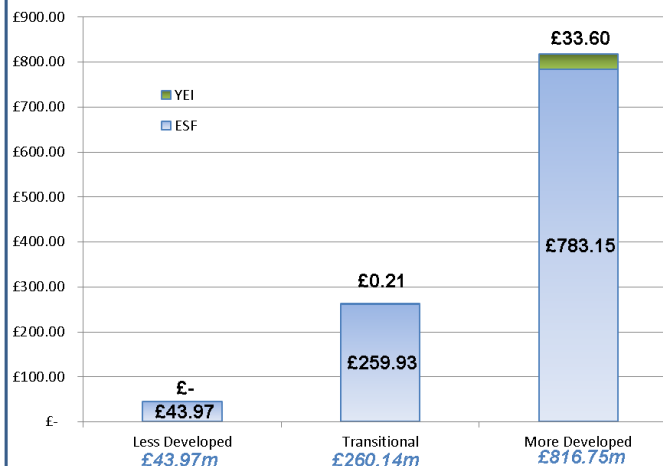 £900.00
£800.00
£700.00
£600.00
£500.00
£400.00
£300.00
£200.00
£100.00
£-
YEI
ESF
£-
£43.97
£0.21
£259.93
£33.60
£783.15
Less Developed
Transitional
More Developed
£43.97m
£260.14m
£816.75m